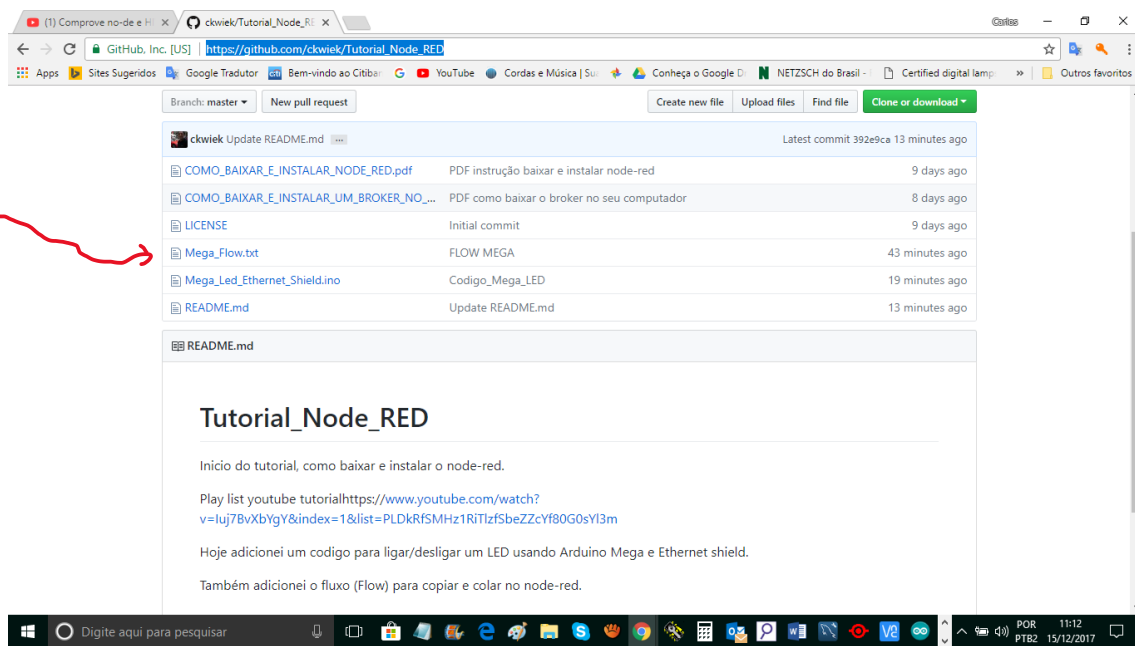 (1) Comprove no-de e HI
ckwiek/Tutorial_Node_RE
Carlos
GitHub, Inc. [US]
https://github.com/ckwiek/Tutorial_Node_RED
Apps
Sites Sugeridos
Google Tradutor
Bem-vindo ao Citiban
YouTube
Cordas e Música | Su
Conheça o Google D
NETZSCH do Brasil -
Certified digital lamp
»
Outros favoritos
Branch: master
New pull request
Create new file
Upload files
Find file
Clone or download
ckwiek Update README.md ...
Latest commit 392e9ca 13 minutes ago
COMO_BAIXAR_E_INSTALAR_NODE_RED.pdf PDF instrução baixar e instalar node-red 9 days ago
COMO_BAIXAR_E_INSTALAR_UM_BROKER_NO_... PDF como baixar o broker no seu computador 8 days ago
LICENSE Initial commit 9 days ago
Mega_Flow.txt FLOW MEGA 43 minutes ago
Mega_Led_Ethernet_Shield.ino Codigo_Mega_LED 19 minutes ago
README.md Update README.md 13 minutes ago
README.md
Tutorial_Node_RED
Inicio do tutorial, como baixar e instalar o node-red.
Play list youtube tutorialhttps://www.youtube.com/watch?
v=Iuj7BvXbYgY&index=1&list=PLDkRfSMHz1RiTlzfSbeZZcYf80G0sYl3m
Hoje adicionei um codigo para ligar/desligar um LED usando Arduino Mega e Ethernet shield.
Também adicionei o fluxo (Flow) para copiar e colar no node-red.
Digite aqui para pesquisar
POR
PTB2
11:12
15/12/2017